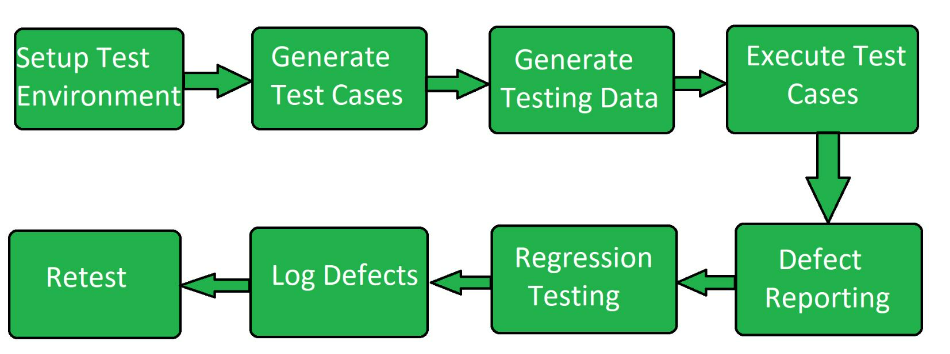 Setup Test
Environment
Generate
Test Cases
Generate
Testing Data
Execute Test
Cases
Defect
Reporting
Regression
Testing
Log Defects
Retest